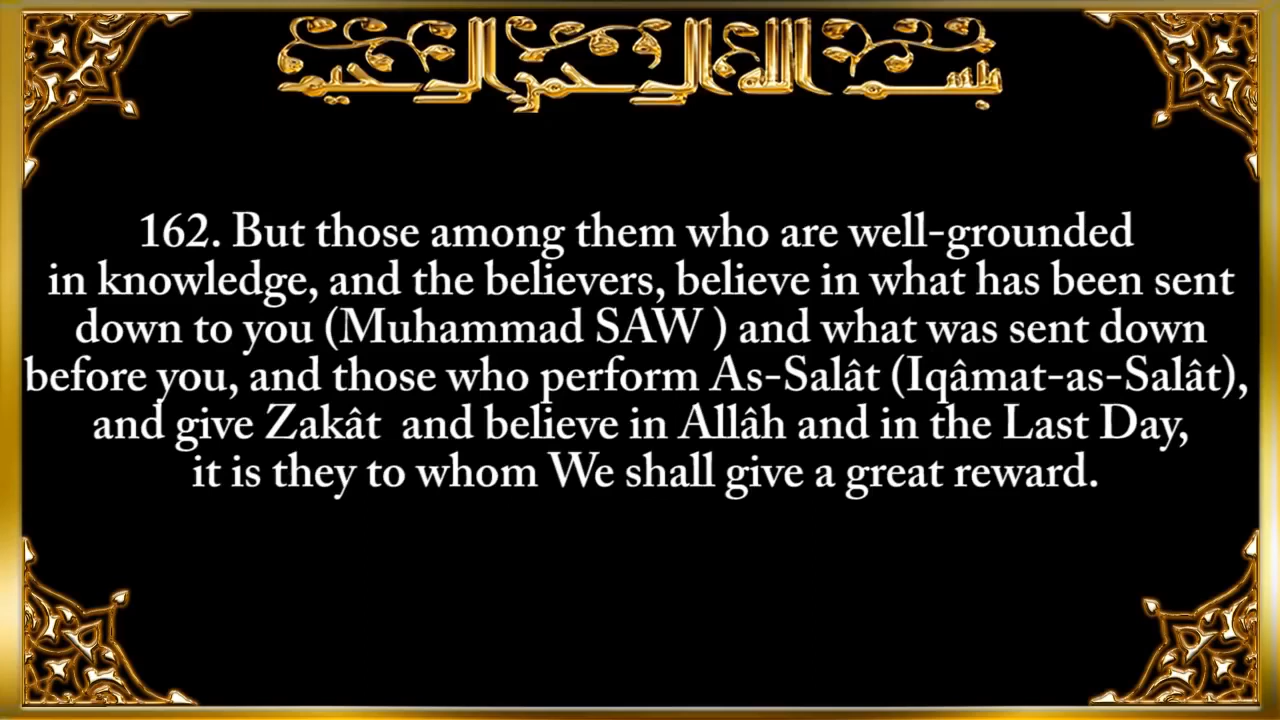 بسم الله الرحمن الرحيم
162. But those among them who are well-grounded
in knowledge, and the believers, believe in what has been sent
down to you (Muhammad SAW ) and what was sent down
before you, and those who perform As-Salât (Iqâmat-as-Salât),
and give Zakât  and believe in Allâh and in the Last Day,
it is they to whom We shall give a great reward.